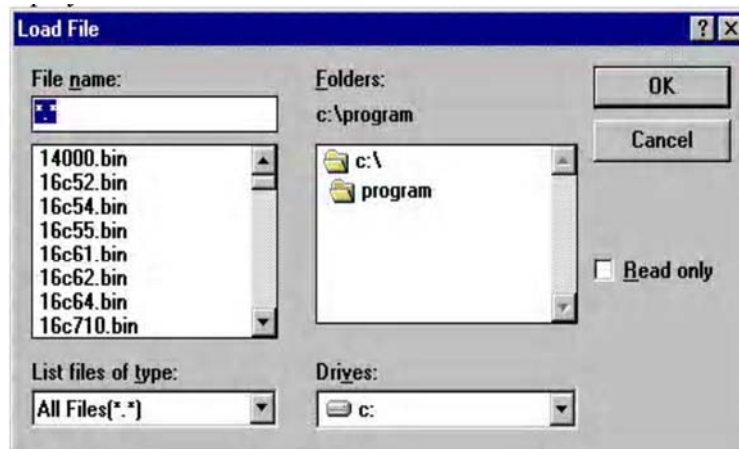 Load File
File name:
*.*
14000.bin
16c52.bin
16c54.bin
16c55.bin
16c61.bin
16c62.bin
16c64.bin
16c710.bin
List files of type:
All Files(*.*)
Folders:
c:\program
c:\
program
Drives:
c:
OK
Cancel
Read only